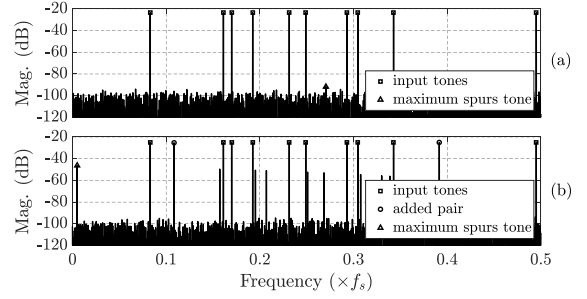 -20
-40
-60
-80
-100
-120
Mag. (dB)
input tones
maximum spurs tone
(a)
-20
-40
-60
-80
-100
-120
Mag. (dB)
input tones
added pair
maximum spurs tone
(b)
0 0.1 0.2 0.3 0.4 0.5
Frequency (×fs)